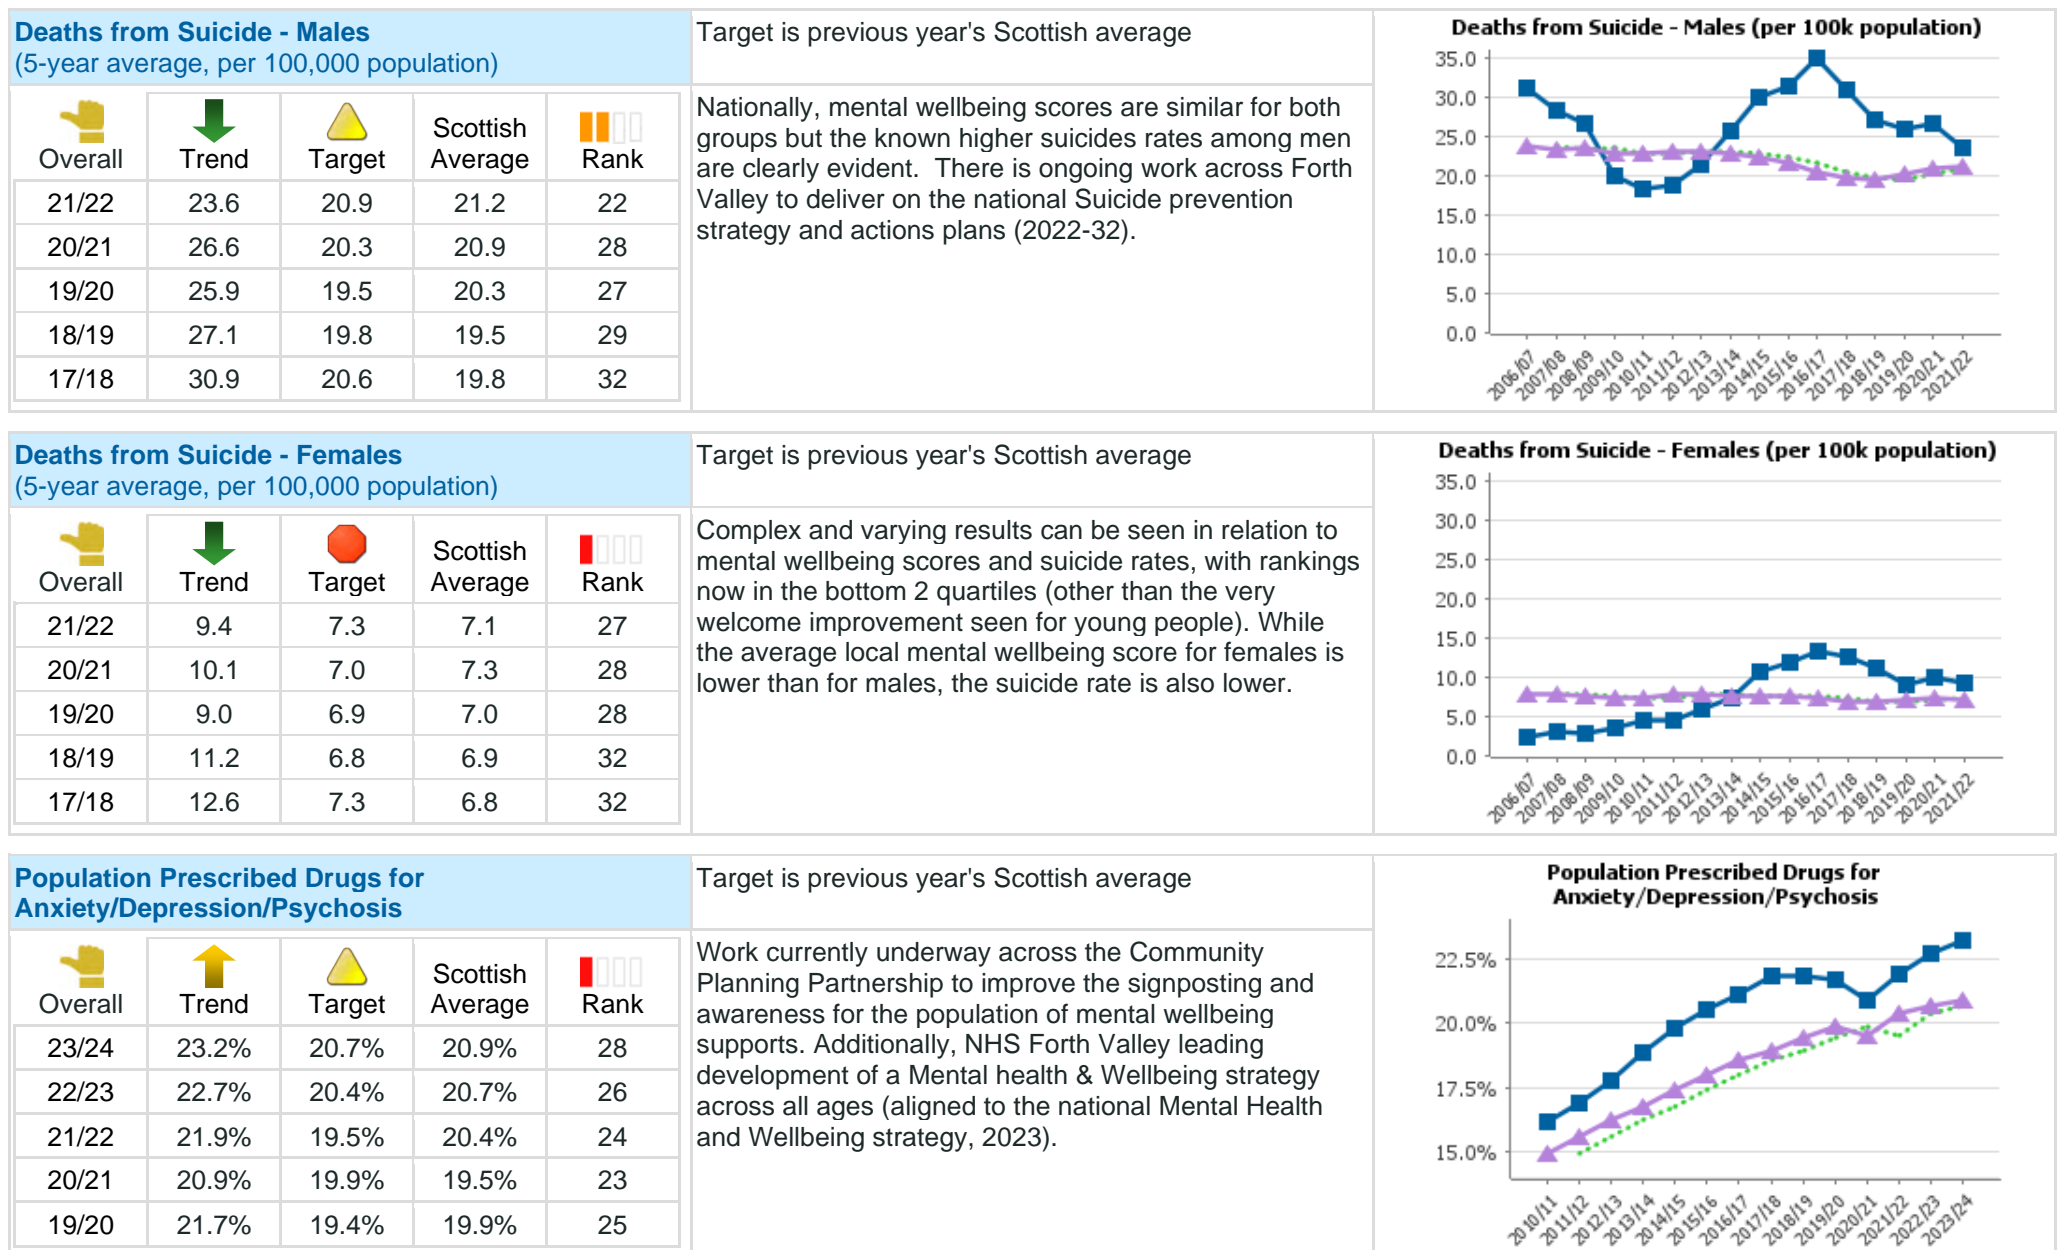 Deaths from Suicide - Males
(5-year average, per 100,000 population)
Target is previous year's Scottish average
Overall Trend Target Scottish Average Rank
21/22 23.6 20.9 21.2 22
20/21 26.6 20.3 20.9 28
19/20 25.9 19.5 20.3 27
18/19 27.1 19.8 19.5 29
17/18 30.9 20.6 19.8 32
Nationally, mental wellbeing scores are similar for both
groups but the known higher suicides rates among men
are clearly evident.  There is ongoing work across Forth
Valley to deliver on the national Suicide prevention
strategy and actions plans (2022-32).
Deaths from Suicide - Males (per 100k population)
35.0
30.0
25.0
20.0
15.0
10.0
5.0
0.0
2006/07 2007/08 2008/09 2009/10 2010/11 2011/12 2012/13 2013/14 2014/15 2015/16 2016/17 2017/18 2018/19 2019/20 2020/21 2021/22
Deaths from Suicide - Females
(5-year average, per 100,000 population)
Target is previous year's Scottish average
Overall Trend Target Scottish Average Rank
21/22 9.4 7.3 7.1 27
20/21 10.1 7.0 7.3 28
19/20 9.0 6.9 7.0 28
18/19 11.2 6.8 6.9 32
17/18 12.6 7.3 6.8 32
Complex and varying results can be seen in relation to
mental wellbeing scores and suicide rates, with rankings
now in the bottom 2 quartiles (other than the very
welcome improvement seen for young people). While
the average local mental wellbeing score for females is
lower than for males, the suicide rate is also lower.
Deaths from Suicide - Females (per 100k population)
35.0
30.0
25.0
20.0
15.0
10.0
5.0
0.0
2006/07 2007/08 2008/09 2009/10 2010/11 2011/12 2012/13 2013/14 2014/15 2015/16 2016/17 2017/18 2018/19 2019/20 2020/21 2021/22
Population Prescribed Drugs for
Anxiety/Depression/Psychosis
Target is previous year's Scottish average
Overall Trend Target Scottish Average Rank
23/24 23.2% 20.7% 20.9% 28
22/23 22.7% 20.4% 20.7% 26
21/22 21.9% 19.5% 20.4% 24
20/21 20.9% 19.9% 19.5% 23
19/20 21.7% 19.4% 19.9% 25
Work currently underway across the Community
Planning Partnership to improve the signposting and
awareness for the population of mental wellbeing
supports. Additionally, NHS Forth Valley leading
development of a Mental health & Wellbeing strategy
across all ages (aligned to the national Mental Health
and Wellbeing strategy, 2023).
Population Prescribed Drugs for
Anxiety/Depression/Psychosis
22.5%
20.0%
17.5%
15.0%
2010/11 2011/12 2012/13 2013/14 2014/15 2015/16 2016/17 2017/18 2018/19 2019/20 2020/21 2021/22 2022/23 2023/24